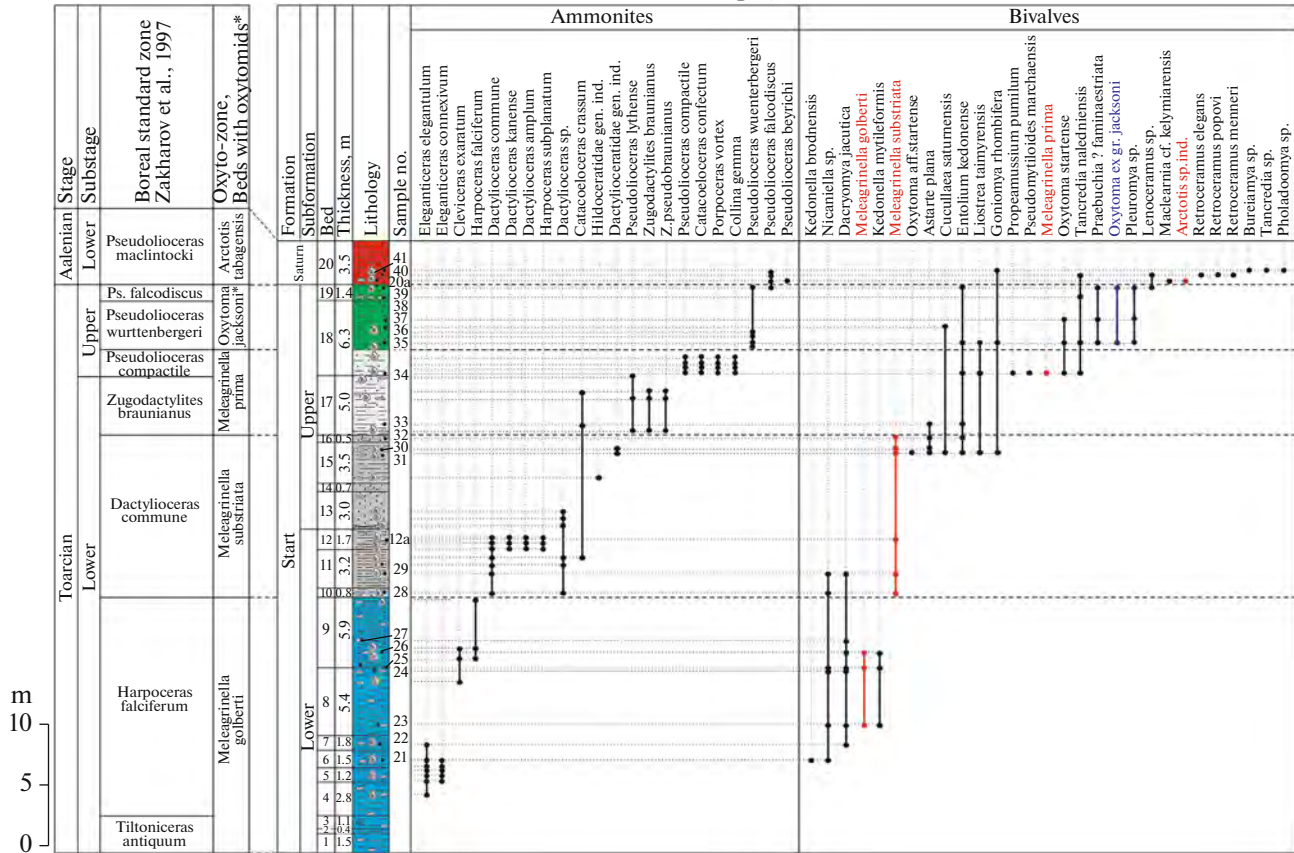 Ammonites
Bivalves
Stage
Substage
Boreal standard zone
Zakharov et al., 1997
Oxyto-zone,
Beds with oxytomids*
Formation
Subformation
Bed
Thickness, m
Lithology
Sample no.
Eleganticeras elegantulum
Eleganticeras connexivum
Cleviceras exaratum
Harpoceras falciferum
Dactylioceras commune
Dactylioceras kanense
Dactylioceras amplum
Harpoceras subplanatum
Dactylioceras sp.
Catacoeloceras crassum
Hildoceratidae gen. ind.
Dactylioceratidae gen. ind.
Pseudolioceras lythense
Zugodactylites braunianus
Z.pseudobraunianus
Pseudolioceras compactile
Catacoeloceras confectum
Porpoceras vortex
Collina gemma
Pseudolioceras wuertenbergeri
Pseudolioceras falcodiscus
Pseudolioceras beyrichi
Kedonella brodnensis
Nicaniella sp.
Dacryomya jacutica
Meleagrinella golberti
Kedonella mytileformis
Meleagrinella substriata
Oxytoma aff.startense
Astarte plana
Cucullaea saturnensis
Entolium kedonense
Liostrea taimyrensis
Goniomya rhombifera
Propeamussium pumilum
Pseudomytiloides marchaensis
Meleagrinella prima
Oxytoma startense
Tancredia naledniensis
Praebuchia ? faminaestriata
Oxytoma ex gr. jacksoni
Pleuromya sp.
Lenoceramus sp.
Maclearnia cf. kelymiarensis
Arctotis sp.ind.
Retroceramus elegans
Retroceramus popovi
Retroceramus menneri
Bureiamya sp.
Tancredia sp.
Pholadoomya sp.
Aalenian
Lower
Pseudolioceras
maclintocki
Arctotis
tabagensis
Saturn
20
3.5
41
40
20a
Toarcian
Upper
Ps. falcodiscus
Oxytoma
jacksoni*
19
1.4
39
Pseudolioceras
wurttenbergeri
18
6.3
38
37
36
35
Pseudolioceras
compactile
Meleagrinella
prima
34
Zugodactylites
braunianus
Upper
17
5.0
33
32
Lower
Dactylioceras
commune
Meleagrinella
substriata
Start
16
0.5
30
15
3.5
31
14
0.7
13
3.0
12
1.7
12a
11
3.2
29
10
0.8
28
Harpoceras
falciferum
Meleagrinella
golberti
Lower
9
5.9
27
26
25
24
8
5.4
23
7
1.8
22
6
1.5
21
5
1.2
4
2.8
Tiltoniceras
antiquum
3
1.1
2
0.4
1
1.5
m
10
5
0